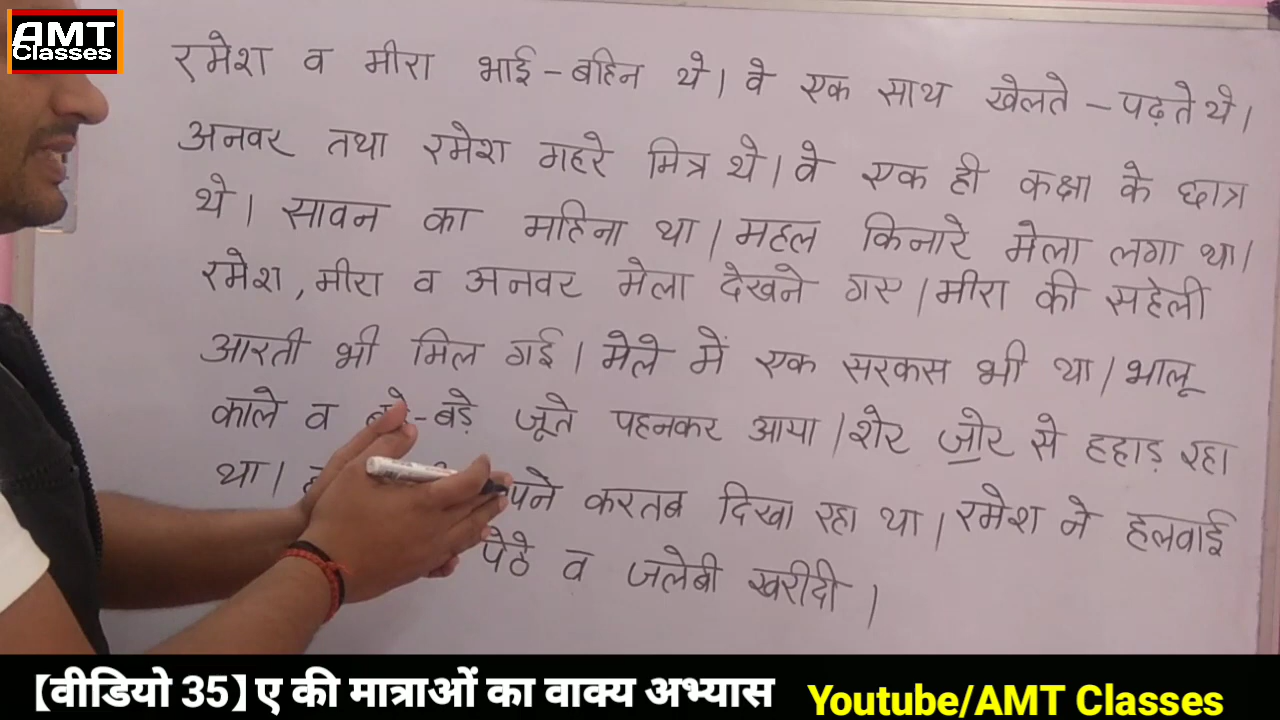 AMT
Classes
रमेश व मीरा भाई-बहिन थे। वे एक साथ खेलते-पढ़ते थे।
अनवर तथा रमेश गहरे मित्र थे। वे एक ही कक्षा के छात्र
थे। सावन का महिना था। महल किनारे मेला लगा था।
रमेश, मीरा व अनवर मेला देखने गए। मीरा की सहेली
आरती भी मिल गई। मेले में एक सरकस भी था। भालू
काले व बड़े-बड़े जूते पहनकर आया। शेर जोर से हहाड़ रहा
था। करतब दिखा रहा था। रमेश ने हलवाई
पेठे व जलेबी खरीदी।
【वीडियो 35】ए की मात्राओं का वाक्य अभ्यास
Youtube/AMT Classes